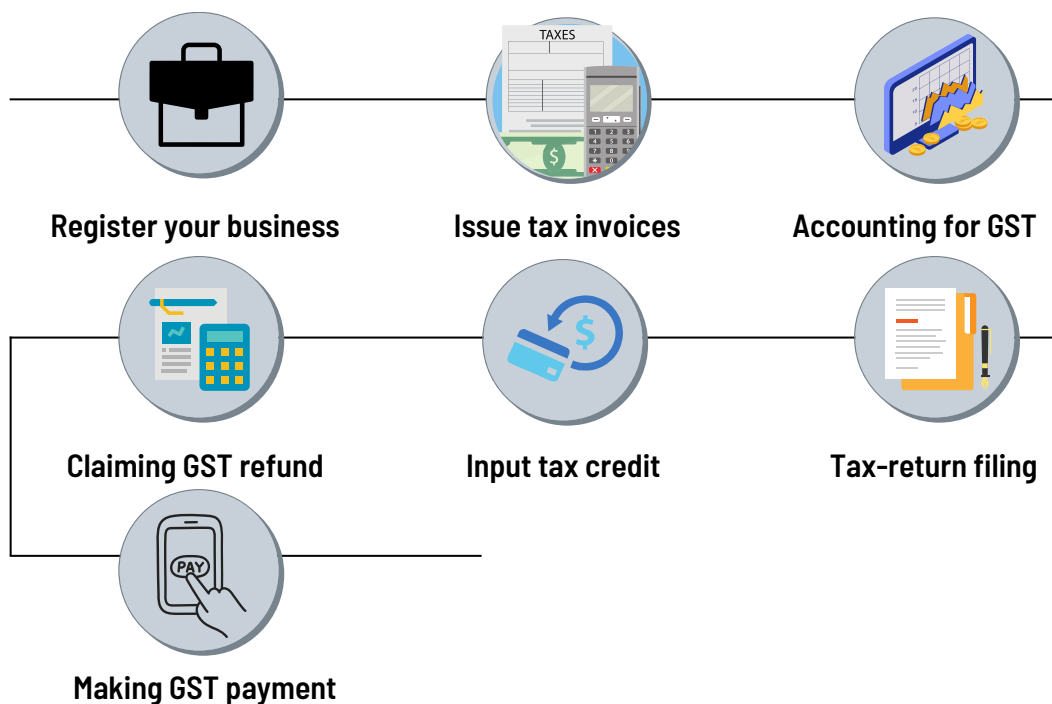 TAXES
Register your business
Issue tax invoices
Accounting for GST
Claiming GST refund
Input tax credit
Tax-return filing
PAY
Making GST payment